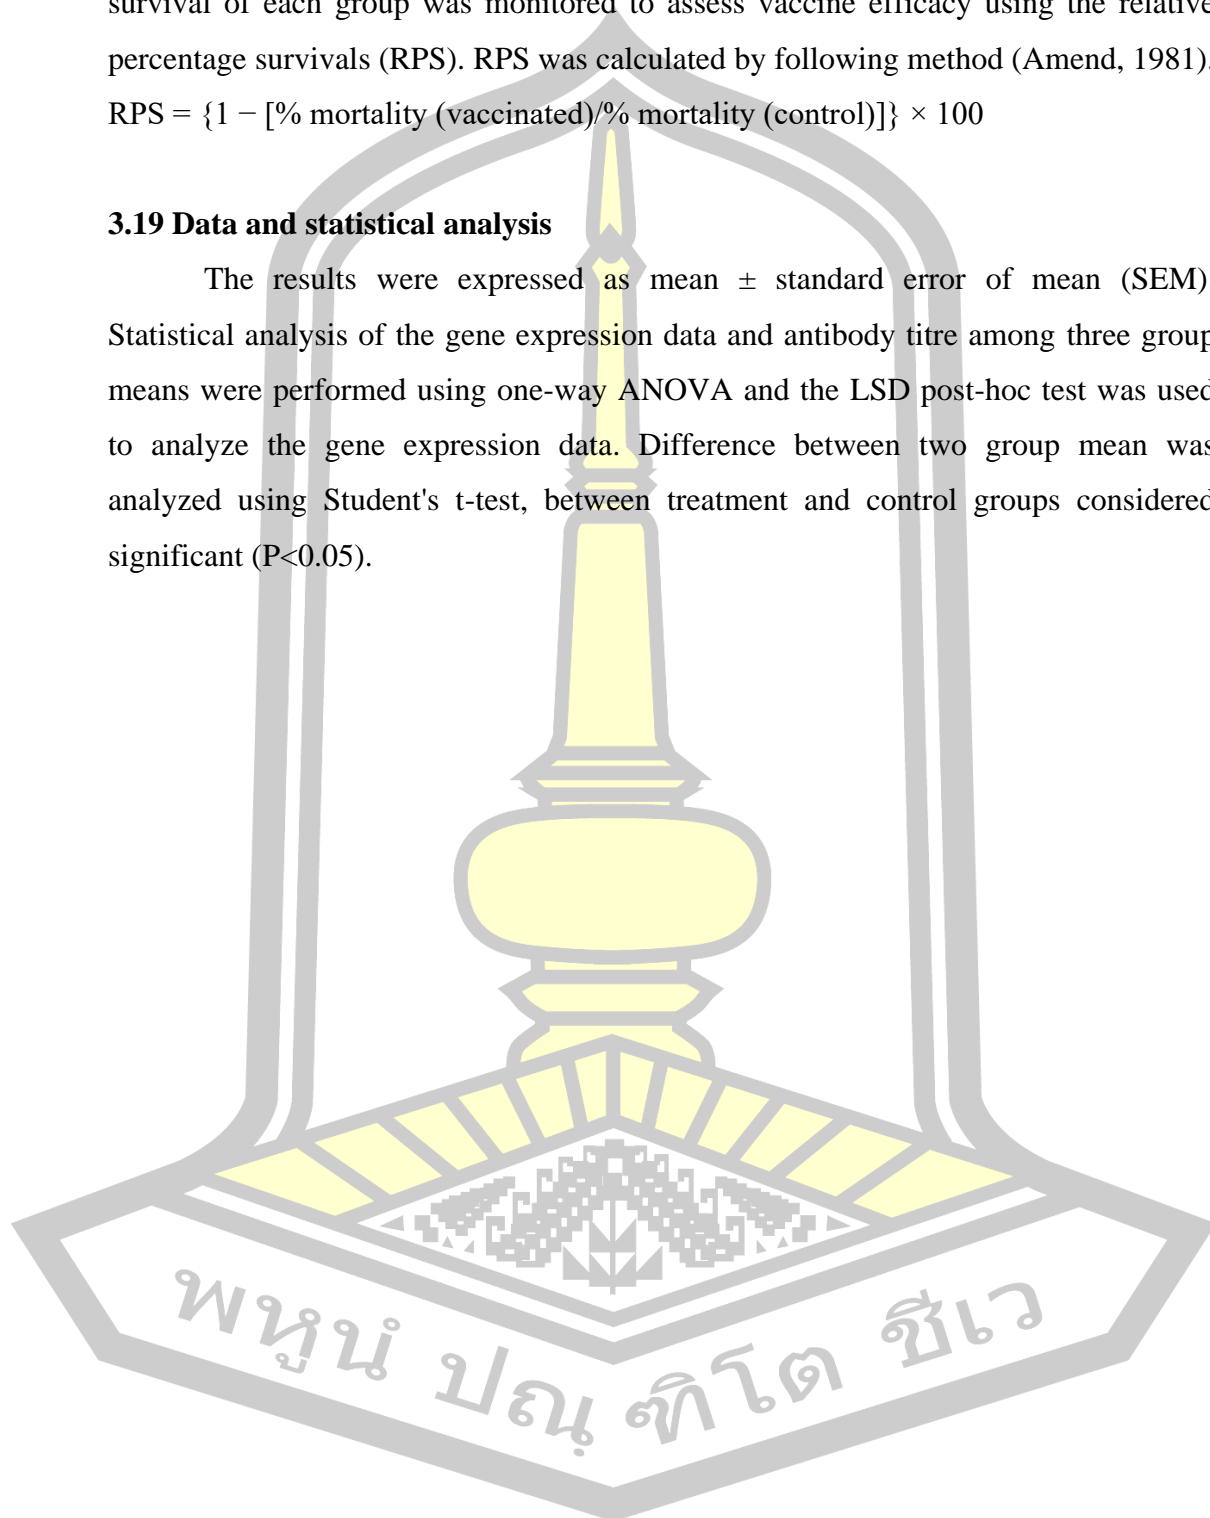 survival of each group was monitored to assess vaccine efficacy using the relative
percentage survivals (RPS). RPS was calculated by following method (Amend, 1981).
RPS = {1 − [% mortality (vaccinated)/% mortality (control)]} × 100
3.19 Data and statistical analysis
The results were expressed as mean ± standard error of mean (SEM)
Statistical analysis of the gene expression data and antibody titre among three group
means were performed using one-way ANOVA and the LSD post-hoc test was used
to analyze the gene expression data. Difference between two group mean was
analyzed using Student's t-test, between treatment and control groups considered
significant (P<0.05).
พหูนํ ปณฺฑิโต ชีเว